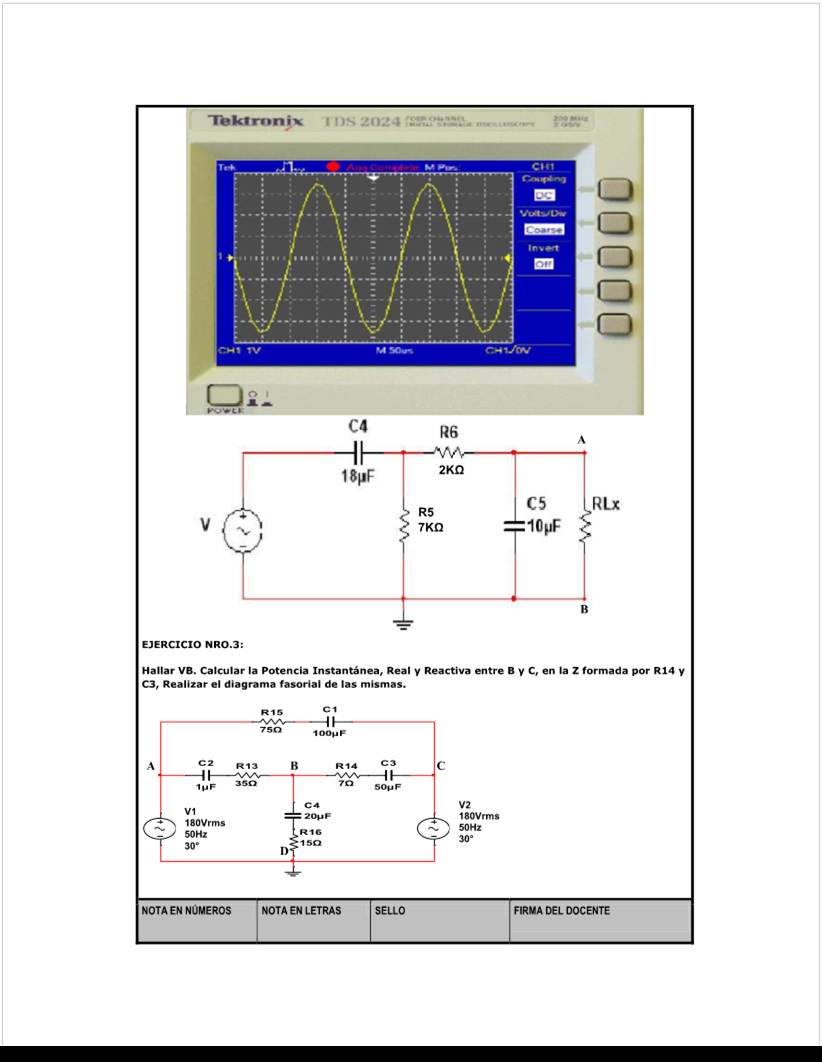 Tektronix TDS 2024 FOUR CHANNEL DIGITAL STORAGE OSCILLOSCOPE 200 MHz
Tek Acq Complete M Pos: CH1
Coupling
DC
Volts/Div
Coarse
Invert
Off
1
CH1 1V M 50us CH1/0V
POWER
C4
18µF
R6
2KΩ
A
V
R5
7KΩ
C5
10µF
RLx
B
EJERCICIO NRO.3:
Hallar VB. Calcular la Potencia Instantánea, Real y Reactiva entre B y C, en la Z formada por R14 y
C3, Realizar el diagrama fasorial de las mismas.
R15
75Ω
C1
100µF
A
C2
1µF
R13
35Ω
B
R14
7Ω
C3
50µF
C
V1
180Vrms
50Hz
30°
C4
20µF
R16
15Ω
D
V2
180Vrms
50Hz
30°
NOTA EN NÚMEROS NOTA EN LETRAS SELLO FIRMA DEL DOCENTE